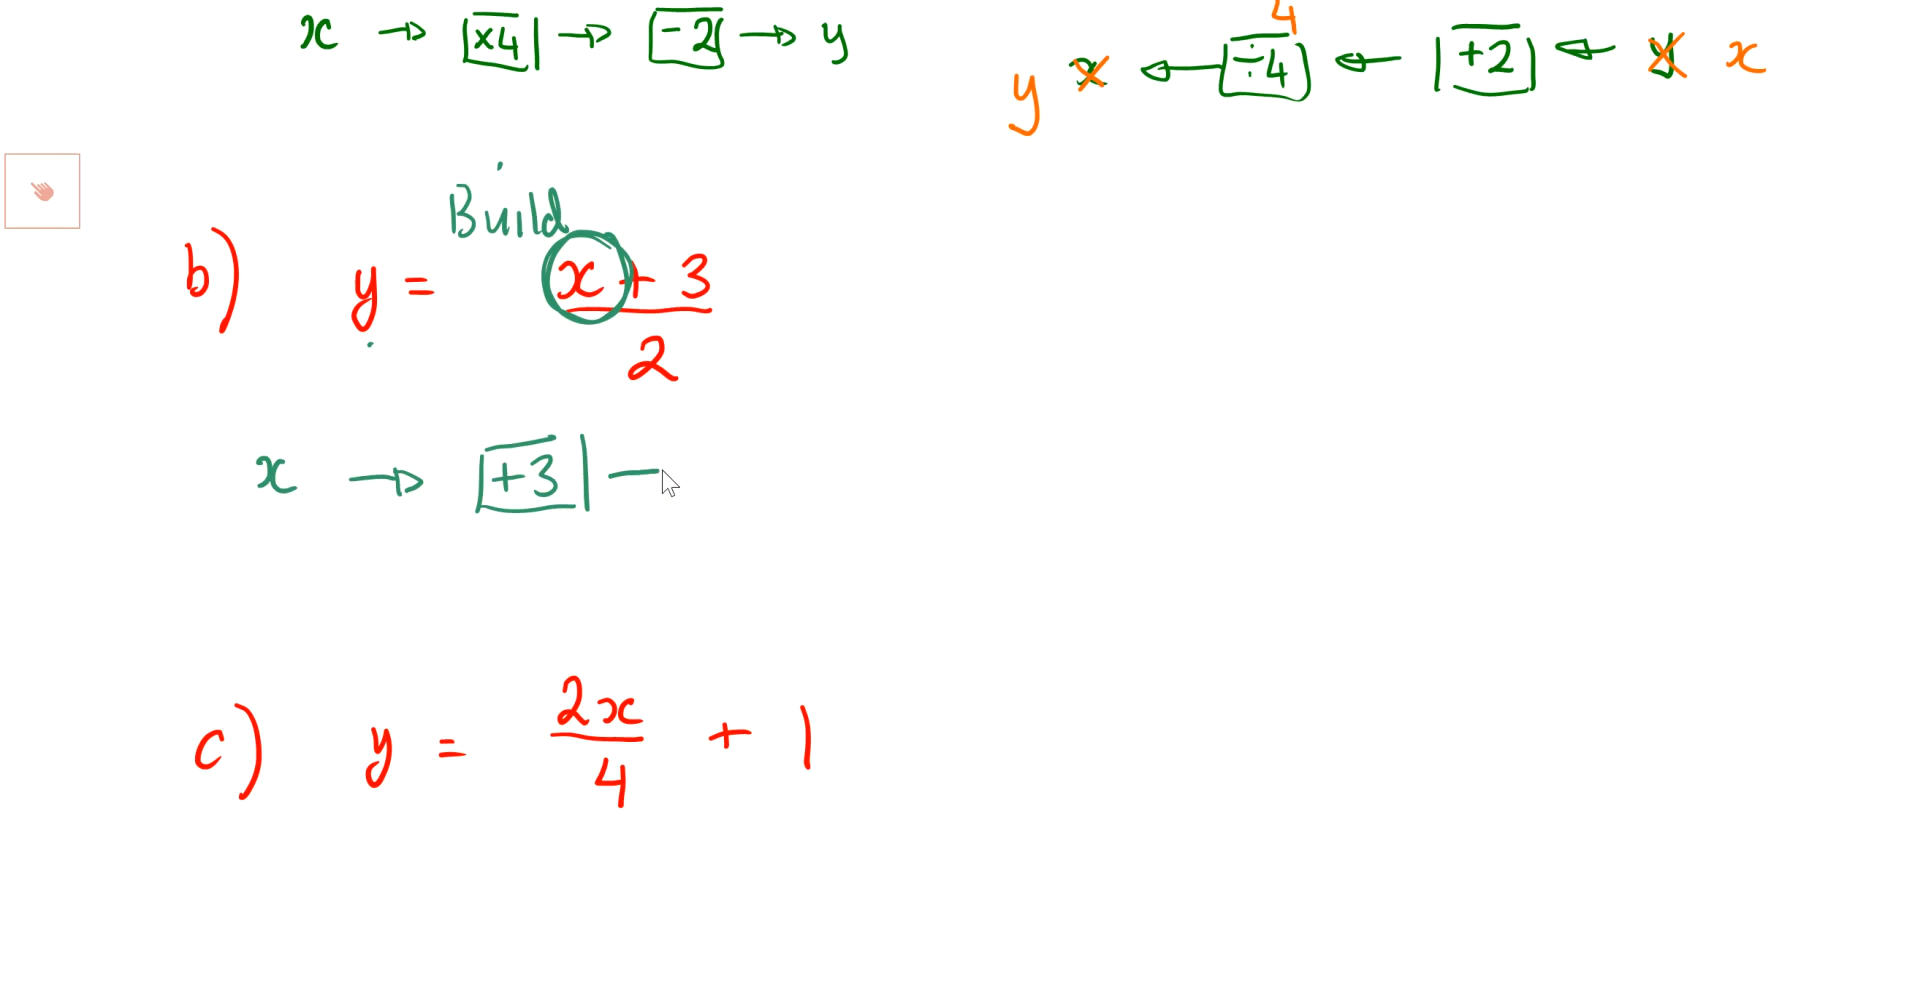 x → ×4 → -2 → y
4
y x ← ÷4 ← +2 ← y x
Build
b) y = x + 3
2
x → +3 —
c) y = 2x
4
+ 1